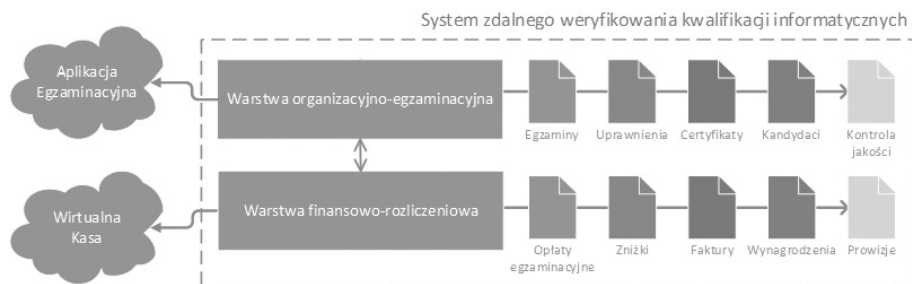 System zdalnego weryfikowania kwalifikacji informatycznych
Aplikacja
Egzaminacyjna
Warstwa organizacyjno-egzaminacyjna
Egzaminy
Uprawnienia
Certyfikaty
Kandydaci
Kontrola
jakości
Wirtualna
Kasa
Warstwa finansowo-rozliczeniowa
Opłaty
egzaminacyjne
Zniżki
Faktury
Wynagrodzenia
Prowizje